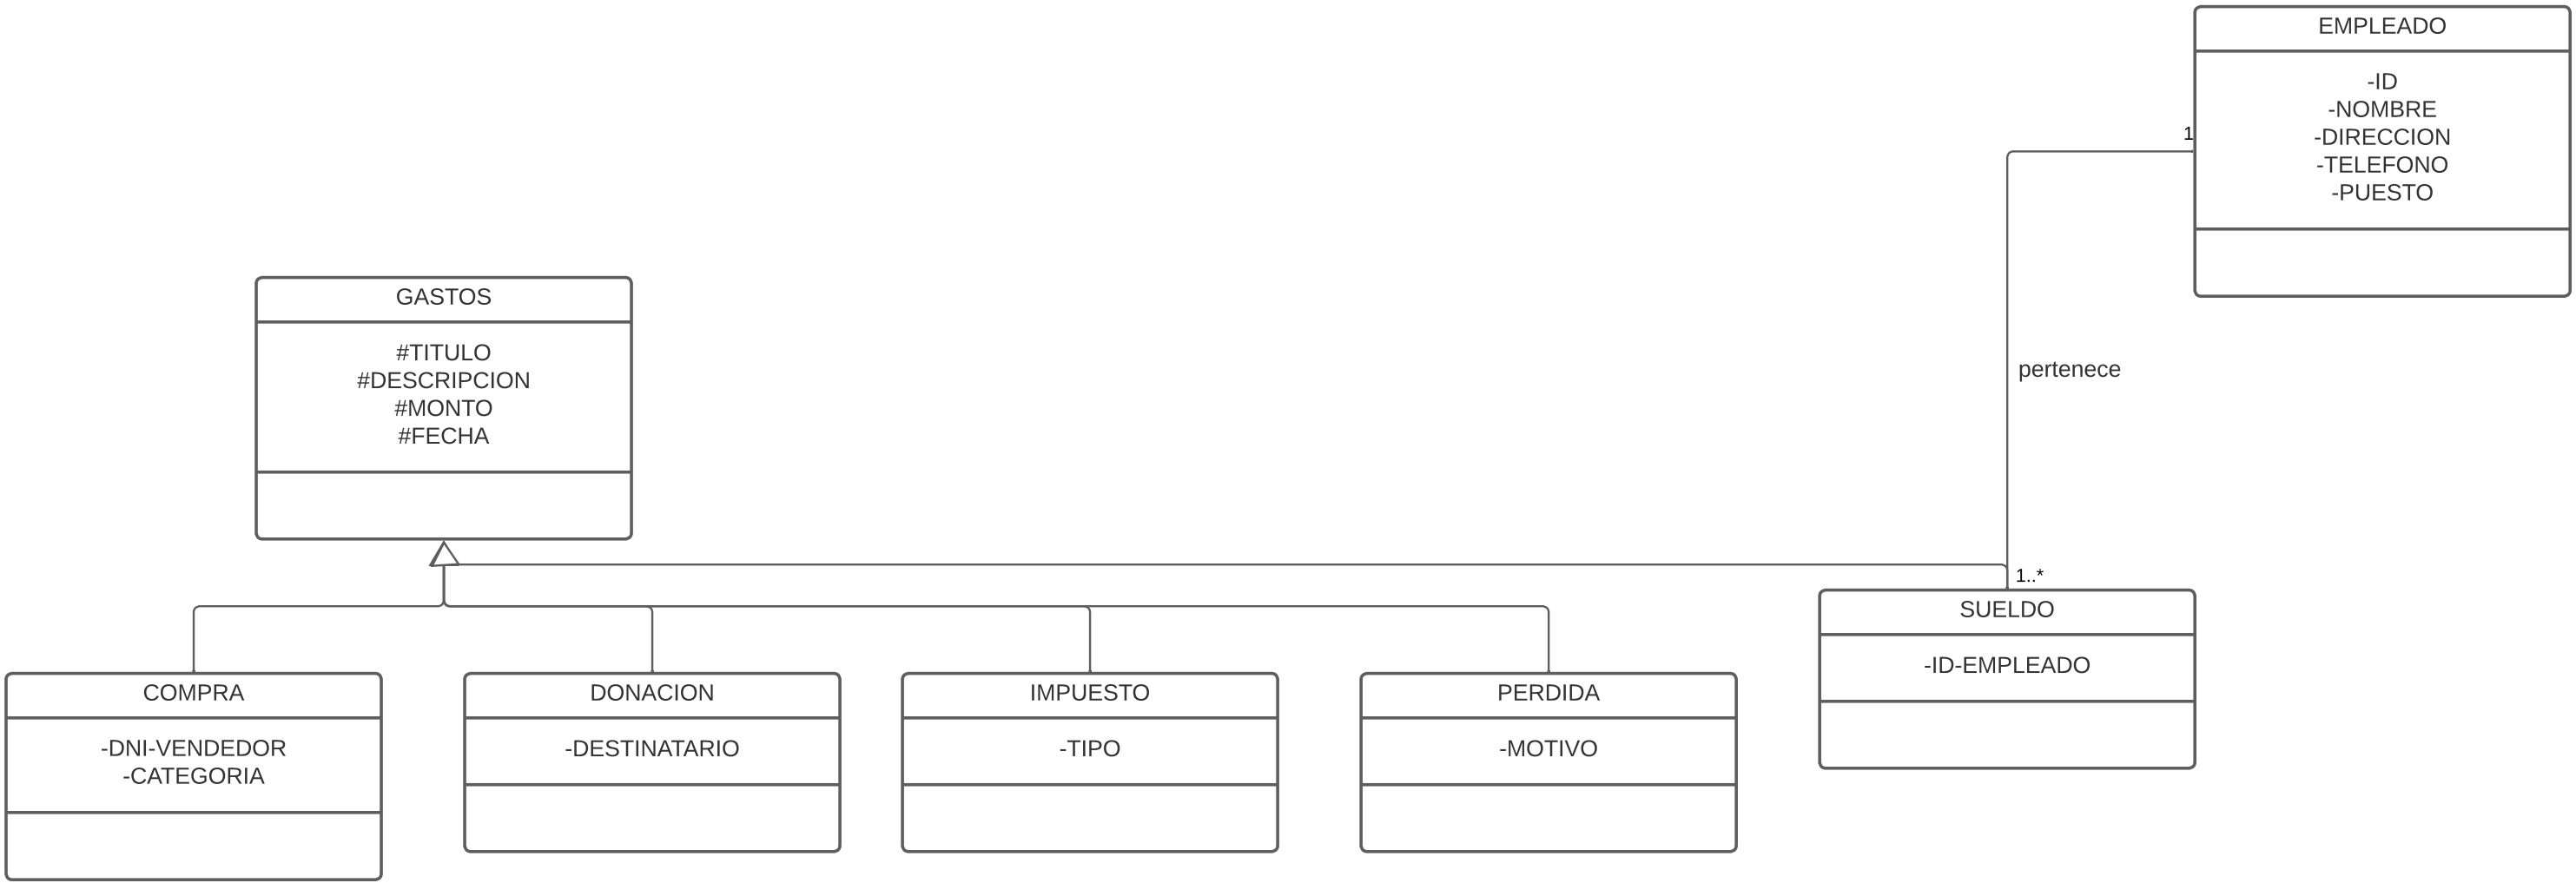 EMPLEADO
-ID
-NOMBRE
-DIRECCION
-TELEFONO
-PUESTO
1
pertenece
1..*
GASTOS
#TITULO
#DESCRIPCION
#MONTO
#FECHA
COMPRA
-DNI-VENDEDOR
-CATEGORIA
DONACION
-DESTINATARIO
IMPUESTO
-TIPO
PERDIDA
-MOTIVO
SUELDO
-ID-EMPLEADO